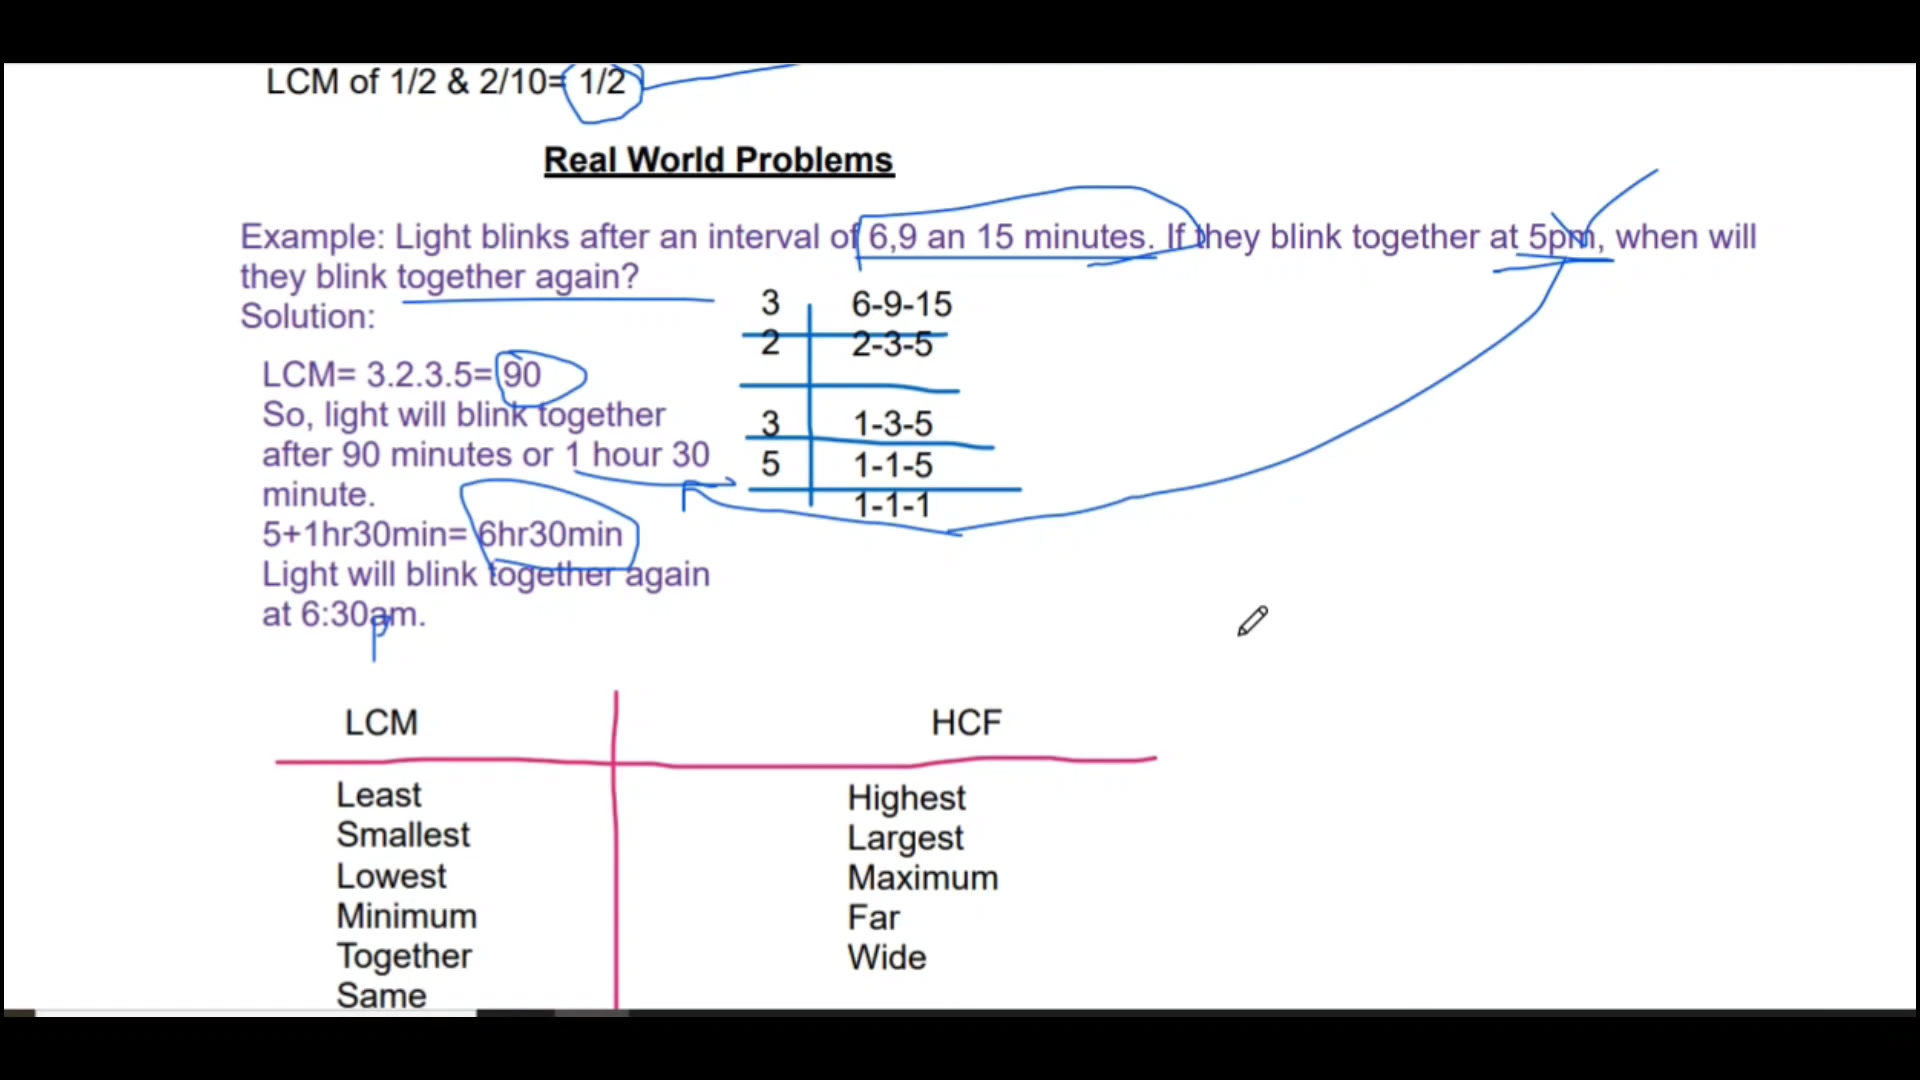 LCM of 1/2 & 2/10= 1/2
Real World Problems
Example: Light blinks after an interval of 6,9 an 15 minutes. If they blink together at 5pm, when will
they blink together again?
Solution:
3 6-9-15
2 2-3-5
3 1-3-5
5 1-1-5
1-1-1
LCM= 3.2.3.5= 90
So, light will blink together
after 90 minutes or 1 hour 30
minute.
5+1hr30min= 6hr30min
Light will blink together again
at 6:30am.
p
LCM HCF
Least Highest
Smallest Largest
Lowest Maximum
Minimum Far
Together Wide
Same